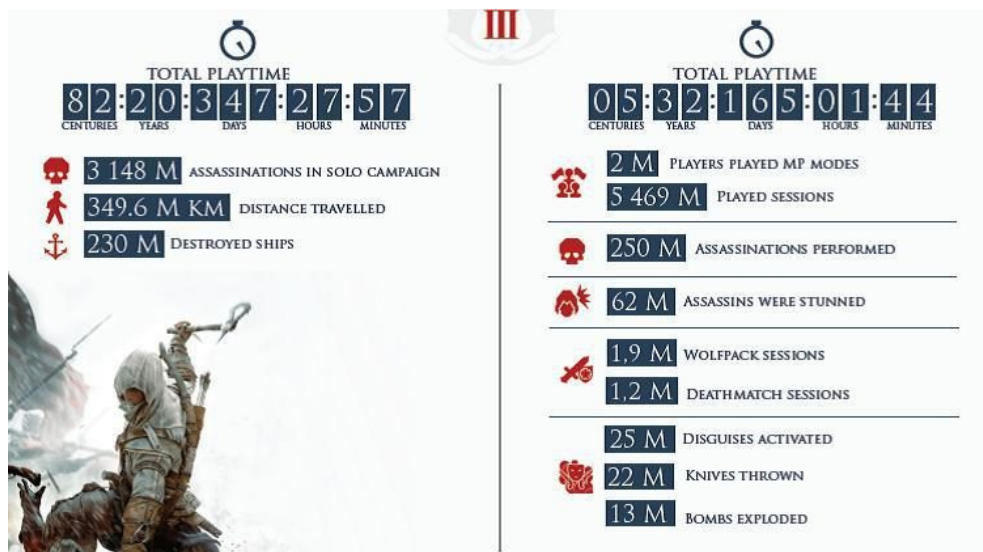 III
TOTAL PLAYTIME
82:20:347:27:57
CENTURIES YEARS DAYS HOURS MINUTES
3 148 M ASSASSINATIONS IN SOLO CAMPAIGN
349.6 M KM DISTANCE TRAVELLED
230 M DESTROYED SHIPS
TOTAL PLAYTIME
05:32:165:01:44
CENTURIES YEARS DAYS HOURS MINUTES
2 M PLAYERS PLAYED MP MODES
5 469 M PLAYED SESSIONS
250 M ASSASSINATIONS PERFORMED
62 M ASSASSINS WERE STUNNED
1,9 M WOLFPACK SESSIONS
1,2 M DEATHMATCH SESSIONS
25 M DISGUISES ACTIVATED
22 M KNIVES THROWN
13 M BOMBS EXPLODED